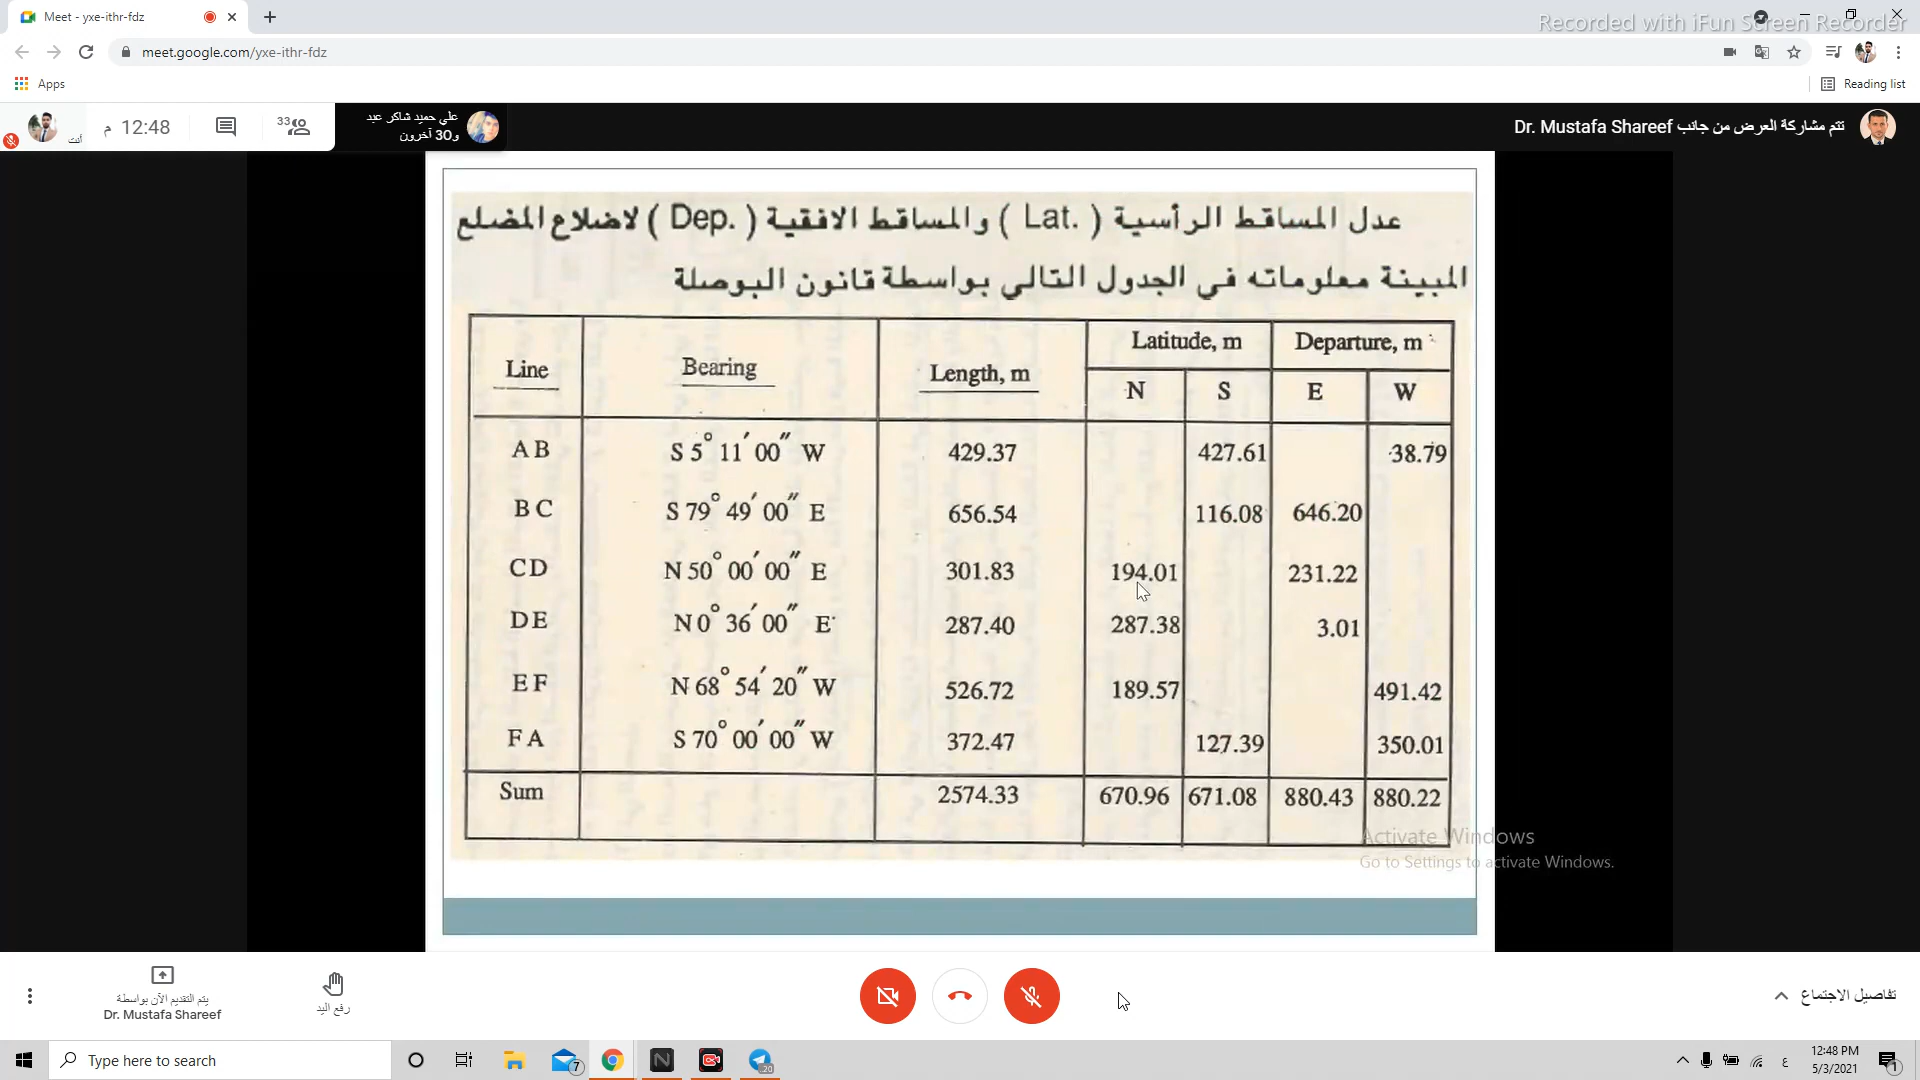 Meet - yxe-ithr-fdz
Recorded with iFun Screen Recorder
meet.google.com/yxe-ithr-fdz
Apps
Reading list
أنت
12:48 م
33
علي حميد شاكر عبد
و30 آخرون
تتم مشاركة العرض من جانب Dr. Mustafa Shareef
عدل المساقط الرأسية ( Lat. ) والمساقط الافقية ( Dep. ) لاضلاع المضلع
المبينة معلوماته في الجدول التالي بواسطة قانون البوصلة
Line Bearing Length, m Latitude, m Departure, m
N S E W
A B S 5° 11′ 00″ W 429.37 427.61 38.79
B C S 79° 49′ 00″ E 656.54 116.08 646.20
C D N 50° 00′ 00″ E 301.83 194.01 231.22
D E N 0° 36′ 00″ E 287.40 287.38 3.01
E F N 68° 54′ 20″ W 526.72 189.57 491.42
F A S 70° 00′ 00″ W 372.47 127.39 350.01
Sum 2574.33 670.96 671.08 880.43 880.22
Activate Windows
Go to Settings to activate Windows.
يتم التقديم الآن بواسطة
Dr. Mustafa Shareef
رفع اليد
تفاصيل الاجتماع
Type here to search
7
20
ع
12:48 PM
5/3/2021
1